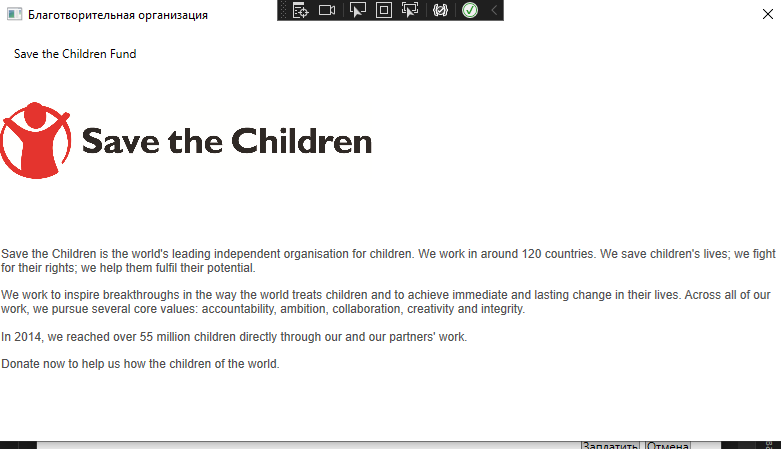 Благотворительная организация
Save the Children Fund
Save the Children
Save the Children is the world's leading independent organisation for children. We work in around 120 countries. We save children's lives; we fight
for their rights; we help them fulfil their potential.
We work to inspire breakthroughs in the way the world treats children and to achieve immediate and lasting change in their lives. Across all of our
work, we pursue several core values: accountability, ambition, collaboration, creativity and integrity.
In 2014, we reached over 55 million children directly through our and our partners' work.
Donate now to help us how the children of the world.
Заплатить Отмена